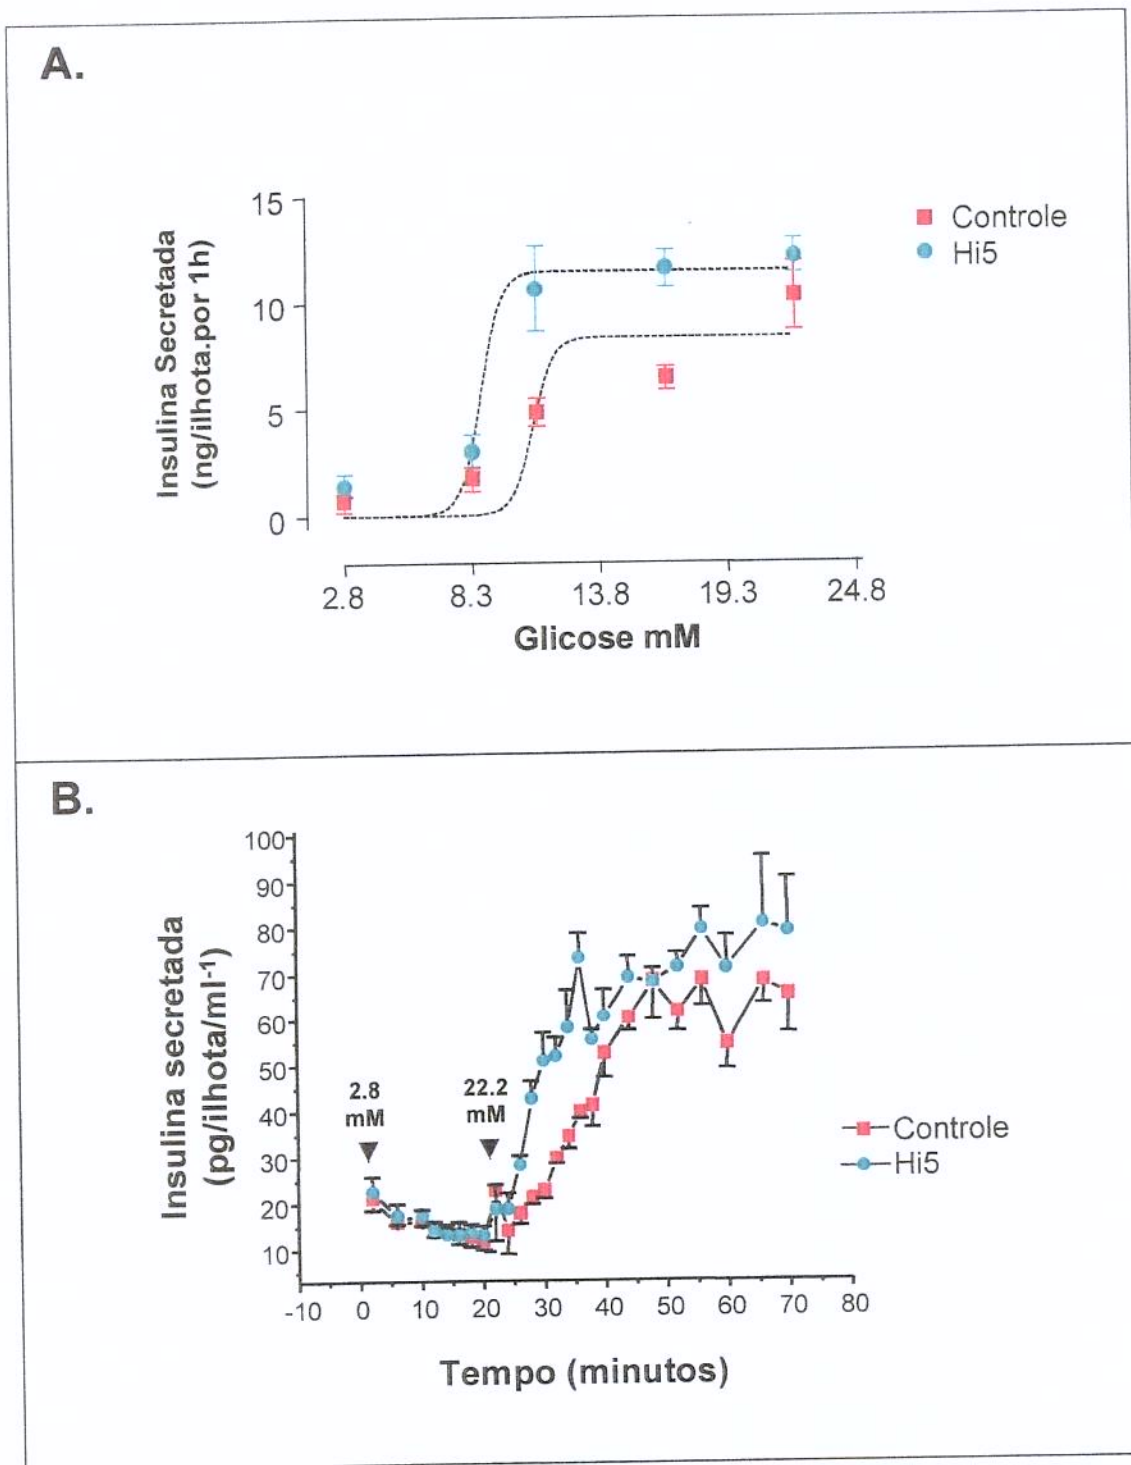 A.
15
10
5
0
Insulina Secretada
(ng/ilhota.por 1h)
Controle
Hi5
2.8
8.3
13.8
19.3
24.8
Glicose mM
B.
100
90
80
70
60
50
40
30
20
10
Insulina secretada
(pg/ilhota/ml-1)
2.8
mM
22.2
mM
Controle
Hi5
-10
0
10
20
30
40
50
60
70
80
Tempo (minutos)